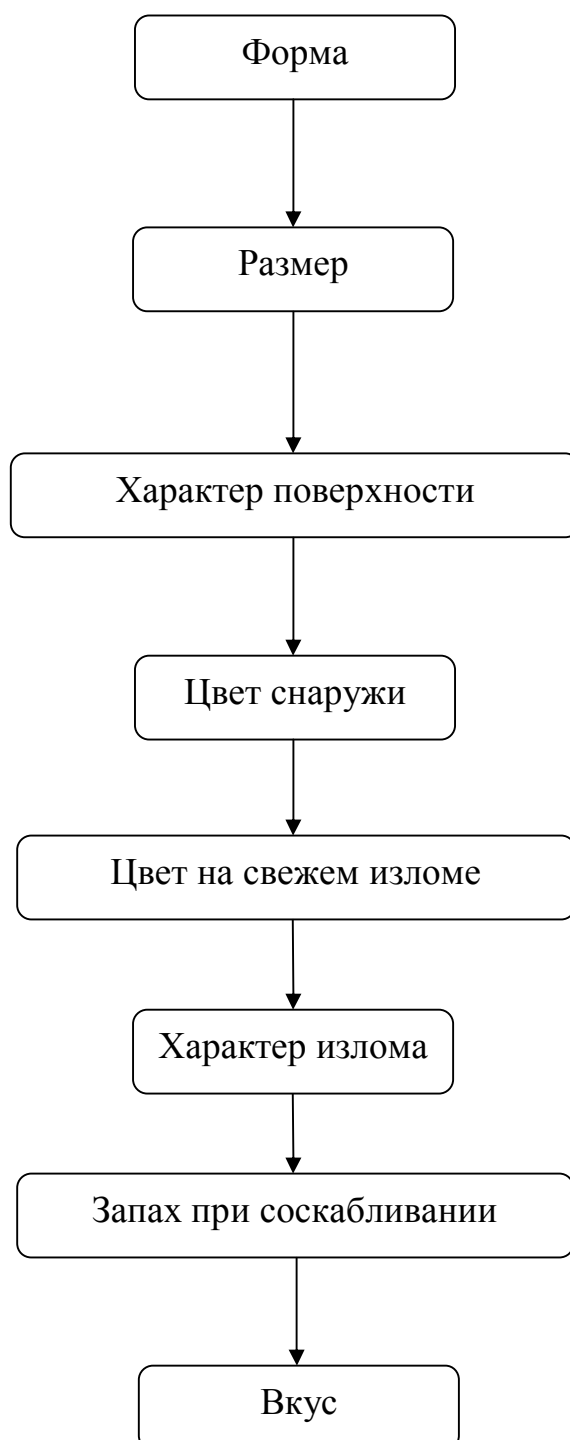 Форма
Размер
Характер поверхности
Цвет снаружи
Цвет на свежем изломе
Характер излома
Запах при соскабливании
Вкус